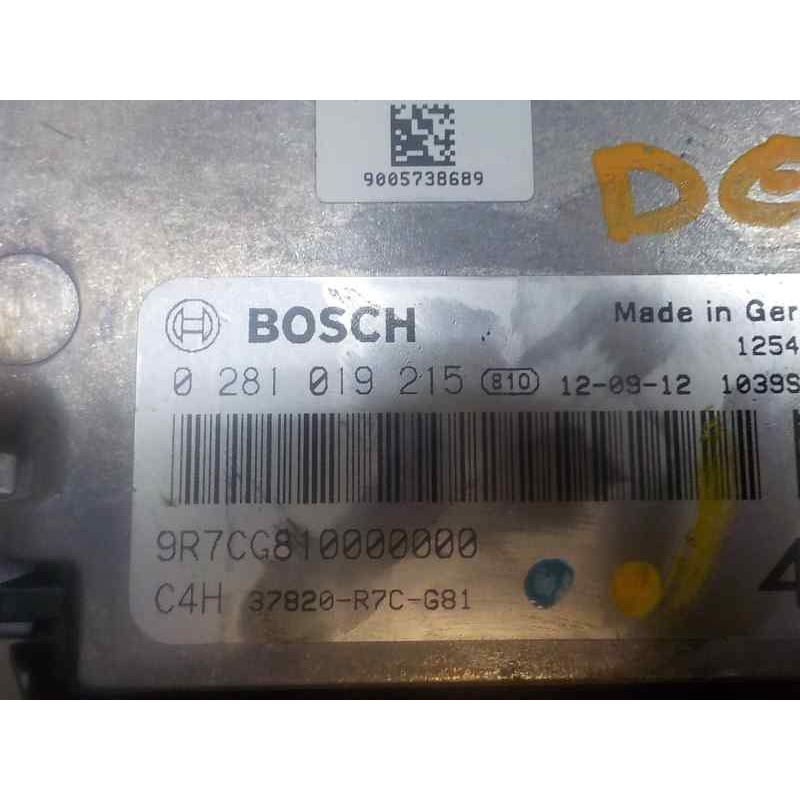 9005738689
DG
BOSCH
Made in Ger
1254
0 281 019 215 810 12-09-12 1039S
9R7CG810000000
C4H 37820-R7C-G81
4